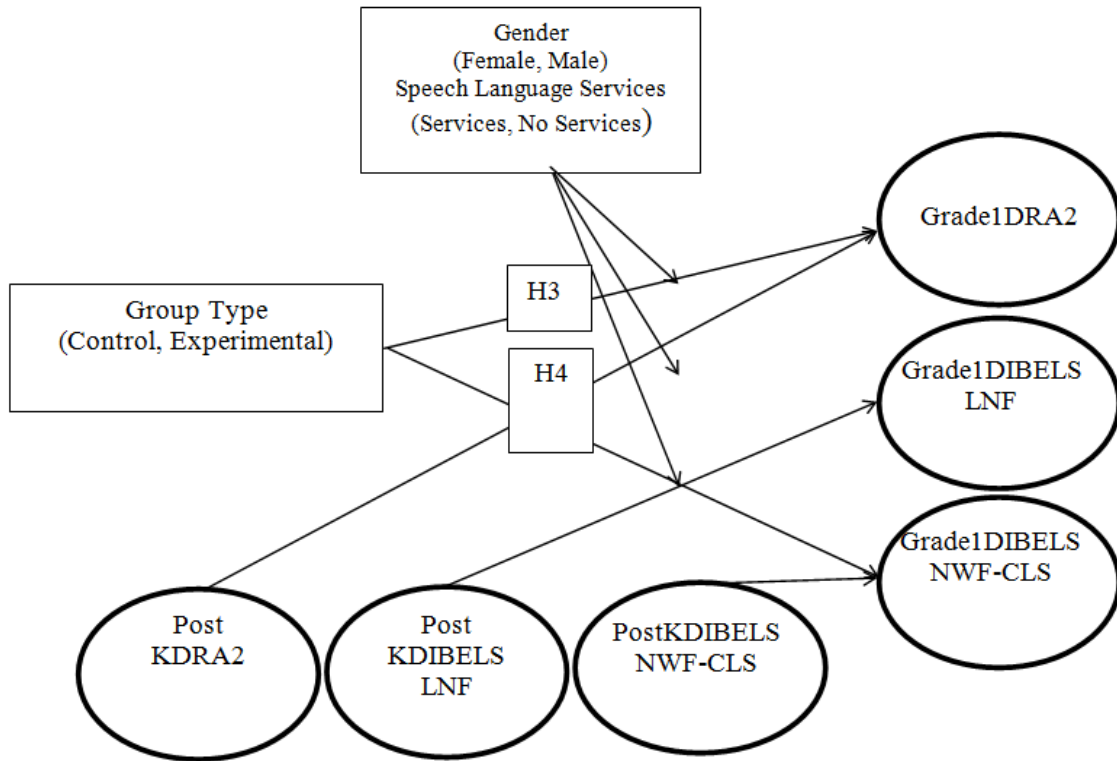 Gender
(Female, Male)
Speech Language Services
(Services, No Services)
Grade1DRA2
H3
Group Type
(Control, Experimental)
H4
Grade1DIBELS
LNF
Grade1DIBELS
NWF-CLS
Post
KDRA2
Post
KDIBELS
LNF
PostKDIBELS
NWF-CLS